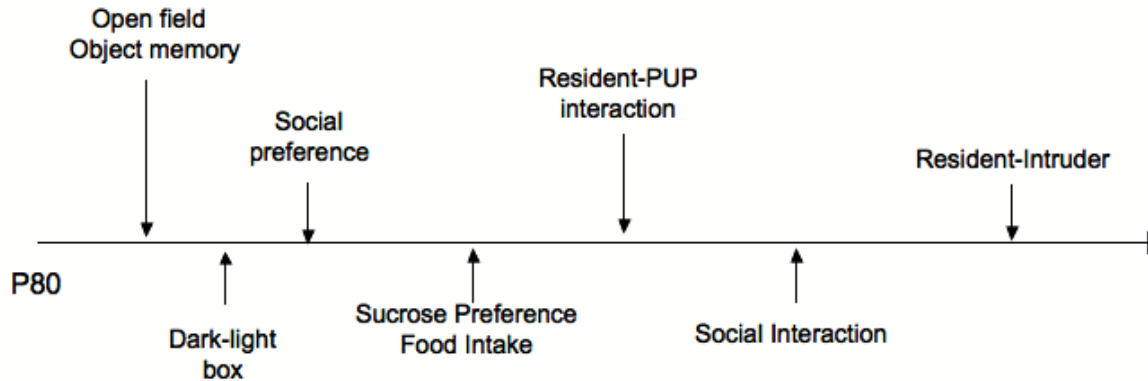 Open field
Object memory
Resident-PUP
interaction
Social
preference
Resident-Intruder
P80
Sucrose Preference
Food Intake
Social Interaction
Dark-light
box